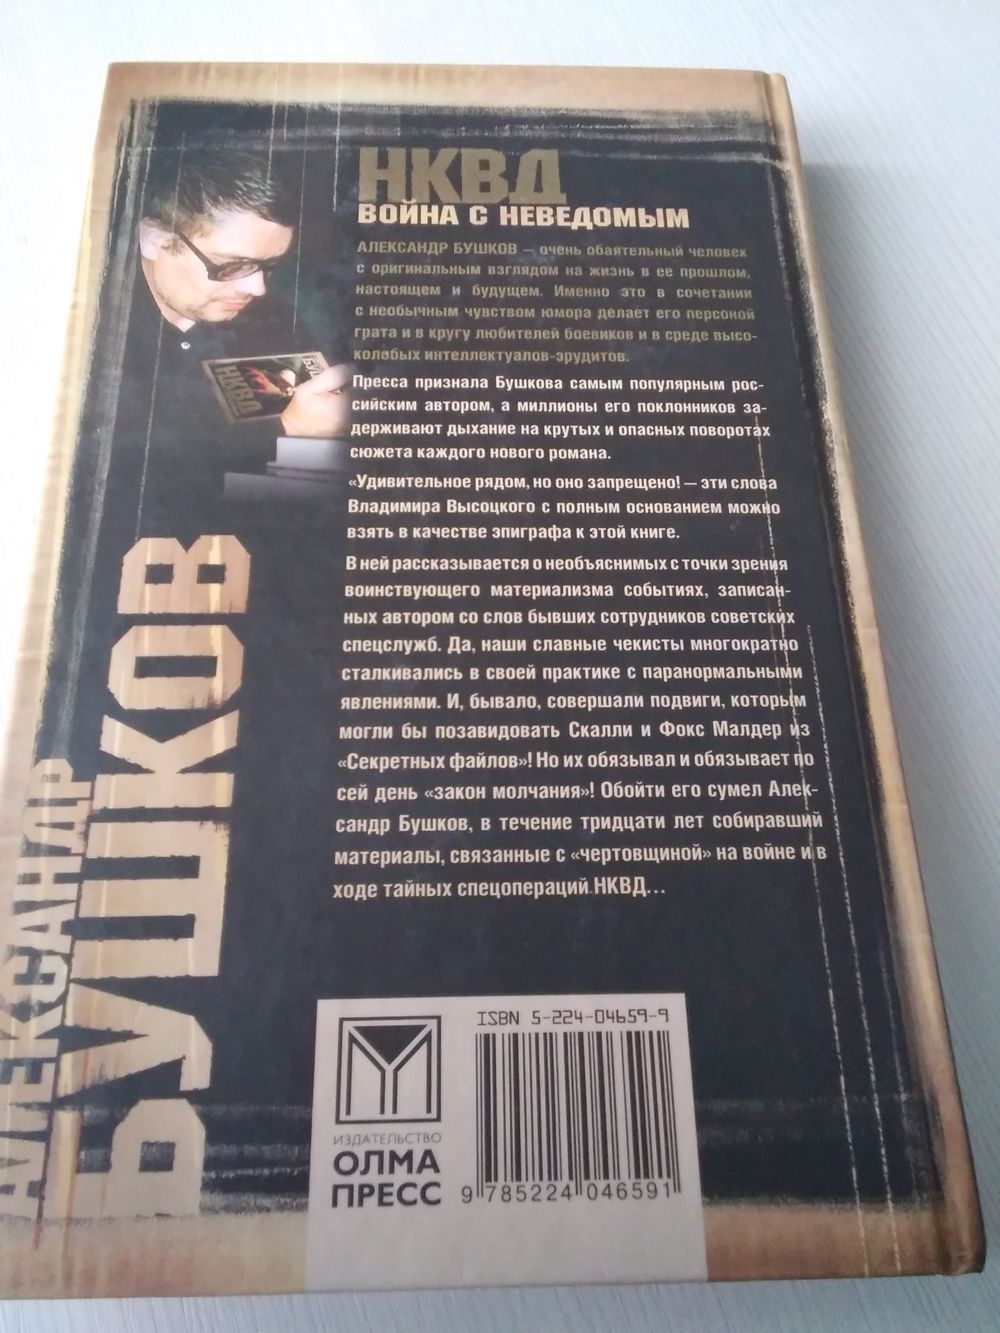 НКВД
ВОЙНА С НЕВЕДОМЫМ
АЛЕКСАНДР БУШКОВ — очень обаятельный человек
с оригинальным взглядом на жизнь в ее прошлом,
настоящем и будущем. Именно это в сочетании
с необычным чувством юмора делает его персоной
грата и в кругу любителей боевиков и в среде высо-
колобых интеллектуалов-эрудитов.
Пресса признала Бушкова самым популярным рос-
сийским автором, а миллионы его поклонников за-
держивают дыхание на крутых и опасных поворотах
сюжета каждого нового романа.
«Удивительное рядом, но оно запрещено! — эти слова
Владимира Высоцкого с полным основанием можно
взять в качестве эпиграфа к этой книге.
В ней рассказывается о необъяснимых с точки зрения
воинствующего материализма событиях, записан-
ных автором со слов бывших сотрудников советских
спецслужб. Да, наши славные чекисты многократно
сталкивались в своей практике с паранормальными
явлениями. И, бывало, совершали подвиги, которым
могли бы позавидовать Скалли и Фокс Малдер из
«Секретных файлов»! Но их обязывал и обязывает по
сей день «закон молчания»! Обойти его сумел Алек-
сандр Бушков, в течение тридцати лет собиравший
материалы, связанные с «чертовщиной» на войне и в
ходе тайных спецопераций НКВД...
НКВД
АЛЕКСАНДР
БУШКОВ
ИЗДАТЕЛЬСТВО
ОЛМА
ПРЕСС
ISBN 5-224-04659-9
9 785224 046591